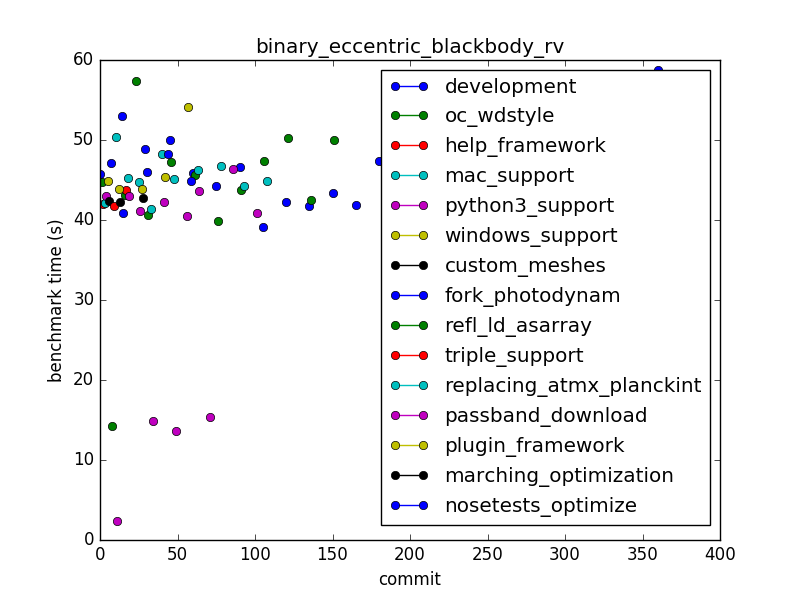 binary_eccentric_blackbody_rv
60
50
40
30
20
10
0
benchmark time (s)
development
oc_wdstyle
help_framework
mac_support
python3_support
windows_support
custom_meshes
fork_photodynam
refl_ld_asarray
triple_support
replacing_atmx_planckint
passband_download
plugin_framework
marching_optimization
nosetests_optimize
0 50 100 150 200 250 300 350 400
commit